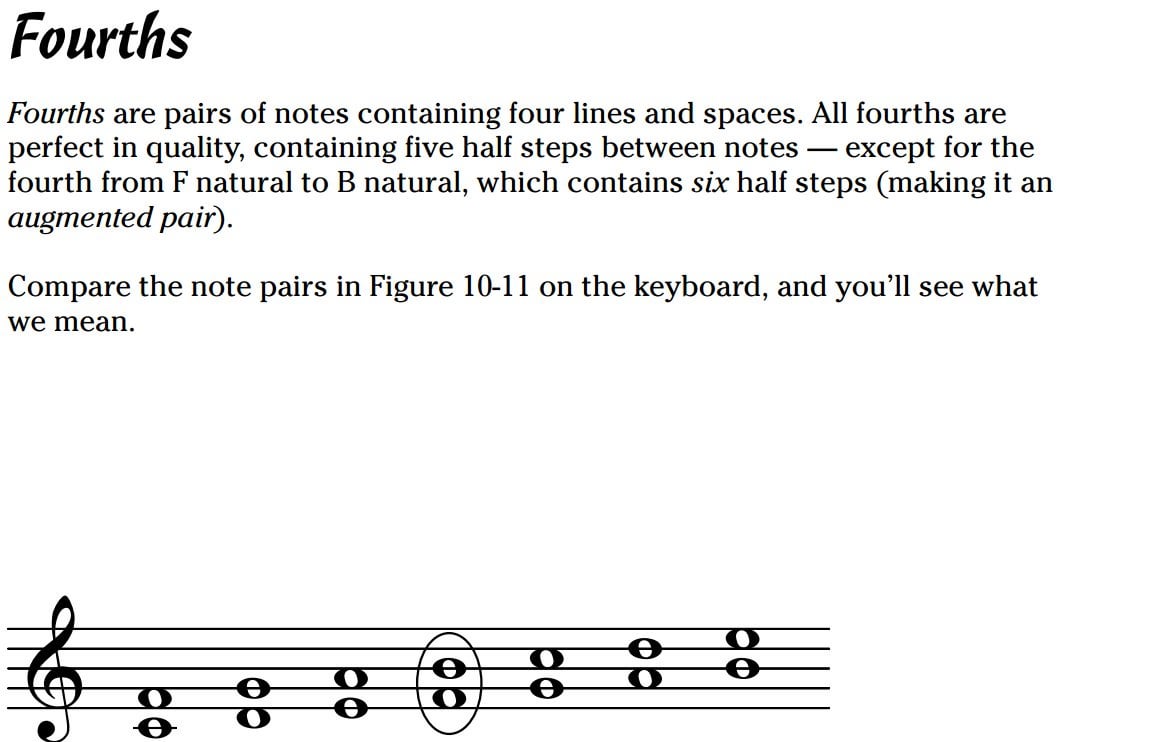 Fourths
Fourths are pairs of notes containing four lines and spaces. All fourths are
perfect in quality, containing five half steps between notes — except for the
fourth from F natural to B natural, which contains six half steps (making it an
augmented pair).
Compare the note pairs in Figure 10-11 on the keyboard, and you’ll see what
we mean.